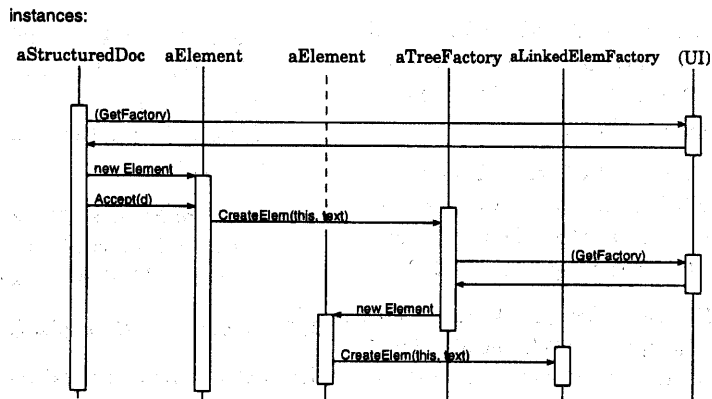 instances:
aStructuredDoc aElement aElement aTreeFactory aLinkedElemFactory (UI)
(GetFactory)
new Element
Accept(d)
CreateElem(this, text)
(GetFactory)
new Element
CreateElem(this, text)